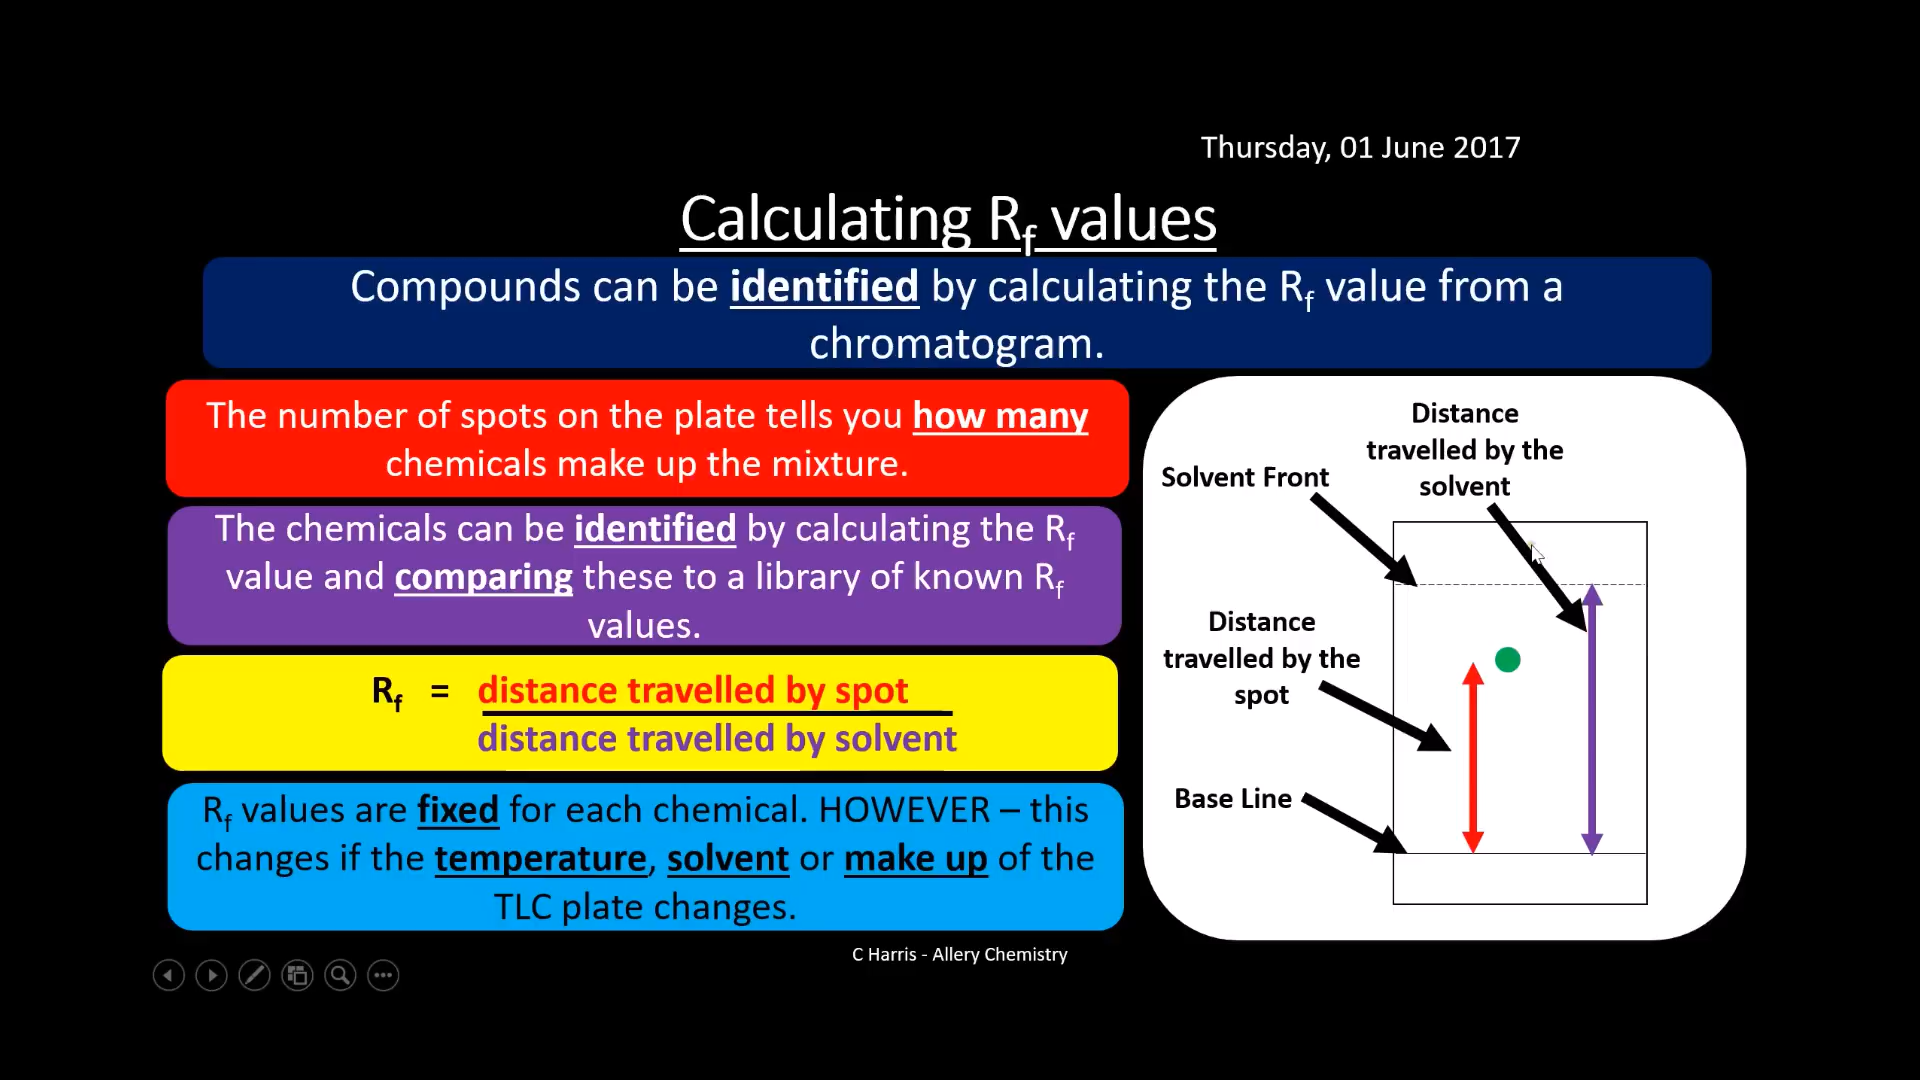 Thursday, 01 June 2017
Calculating Rf values
Compounds can be identified by calculating the Rf value from a
chromatogram.
The number of spots on the plate tells you how many
chemicals make up the mixture.
The chemicals can be identified by calculating the Rf
value and comparing these to a library of known Rf
values.
Rf = distance travelled by spot
distance travelled by solvent
Rf values are fixed for each chemical. HOWEVER – this
changes if the temperature, solvent or make up of the
TLC plate changes.
Distance
travelled by the
solvent
Solvent Front
Distance
travelled by the
spot
Base Line
C Harris - Allery Chemistry